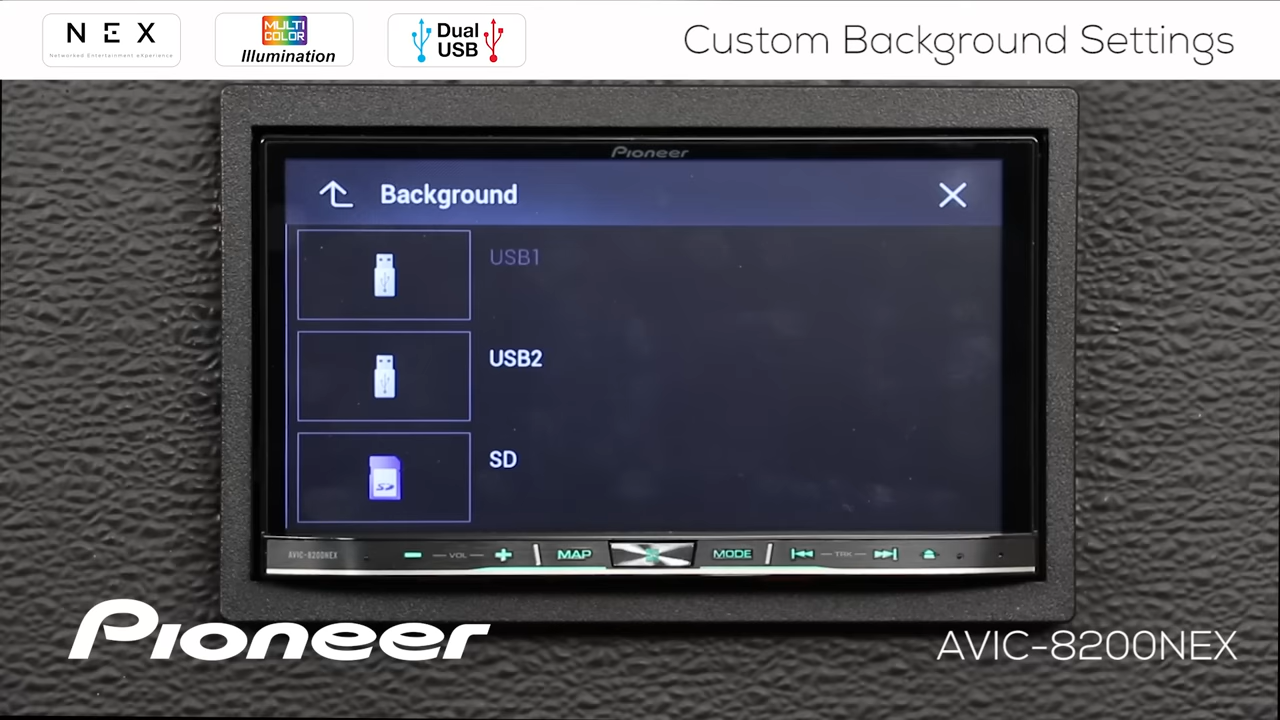 N E X
Networked Entertainment eXperience
MULTI
COLOR
Illumination
Dual
USB
Custom Background Settings
Pioneer
Background
USB1
USB2
SD
AVIC-8200NEX
VOL
MAP
MODE
TRK
Pioneer
AVIC-8200NEX